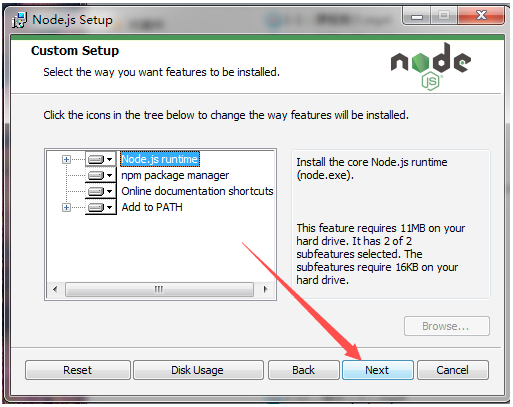 Node.js Setup
Custom Setup
Select the way you want features to be installed.
node
JS
Click the icons in the tree below to change the way features will be installed.
Node.js runtime
npm package manager
Online documentation shortcuts
Add to PATH
Install the core Node.js runtime
(node.exe).
This feature requires 11MB on your
hard drive. It has 2 of 2
subfeatures selected. The
subfeatures require 16KB on your
hard drive.
Browse...
Reset
Disk Usage
Back
Next
Cancel